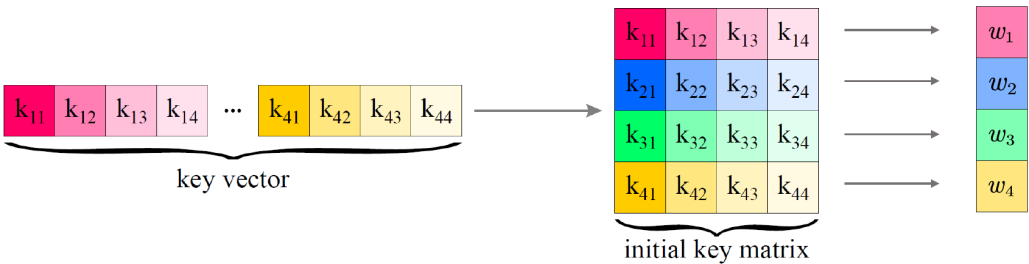 k11 k12 k13 k14 ... k41 k42 k43 k44
key vector
k11 k12 k13 k14 w1
k21 k22 k23 k24 w2
k31 k32 k33 k34 w3
k41 k42 k43 k44 w4
initial key matrix